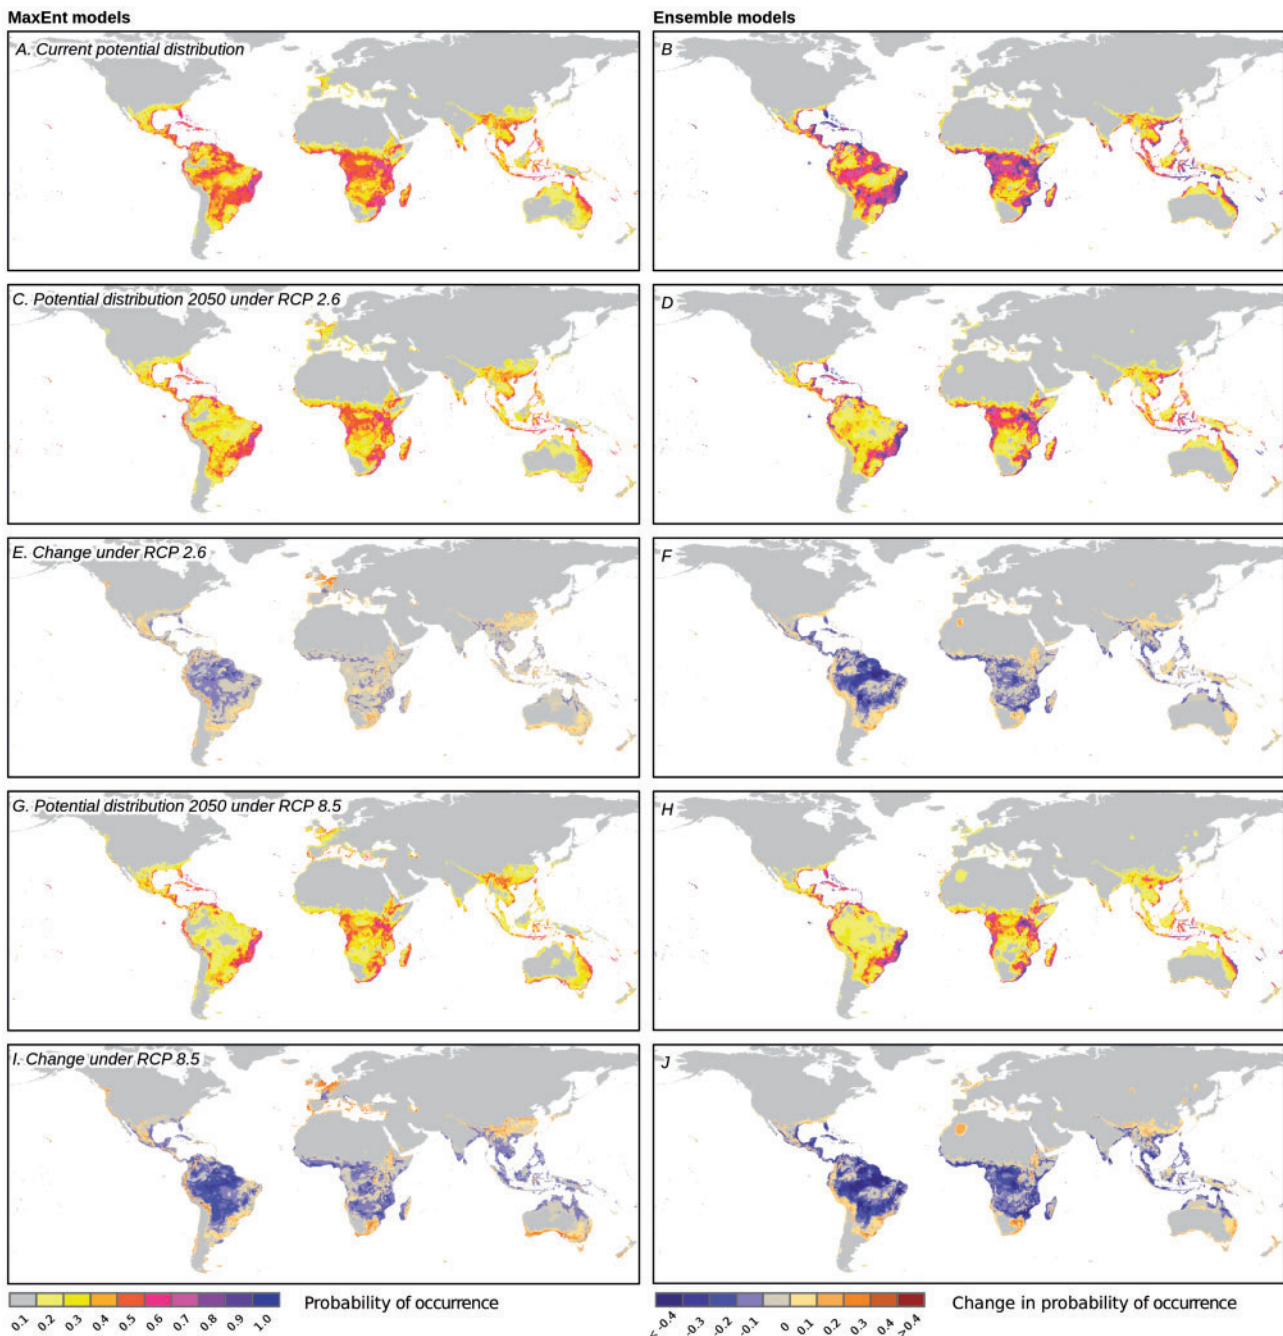 MaxEnt models
Ensemble models
A. Current potential distribution
B
C. Potential distribution 2050 under RCP 2.6
D
E. Change under RCP 2.6
F
G. Potential distribution 2050 under RCP 8.5
H
I. Change under RCP 8.5
J
0.1 0.2 0.3 0.4 0.5 0.6 0.7 0.8 0.9 1.0
Probability of occurrence
< -0.4 -0.3 -0.2 -0.1 0 0.1 0.2 0.3 0.4 >0.4
Change in probability of occurrence